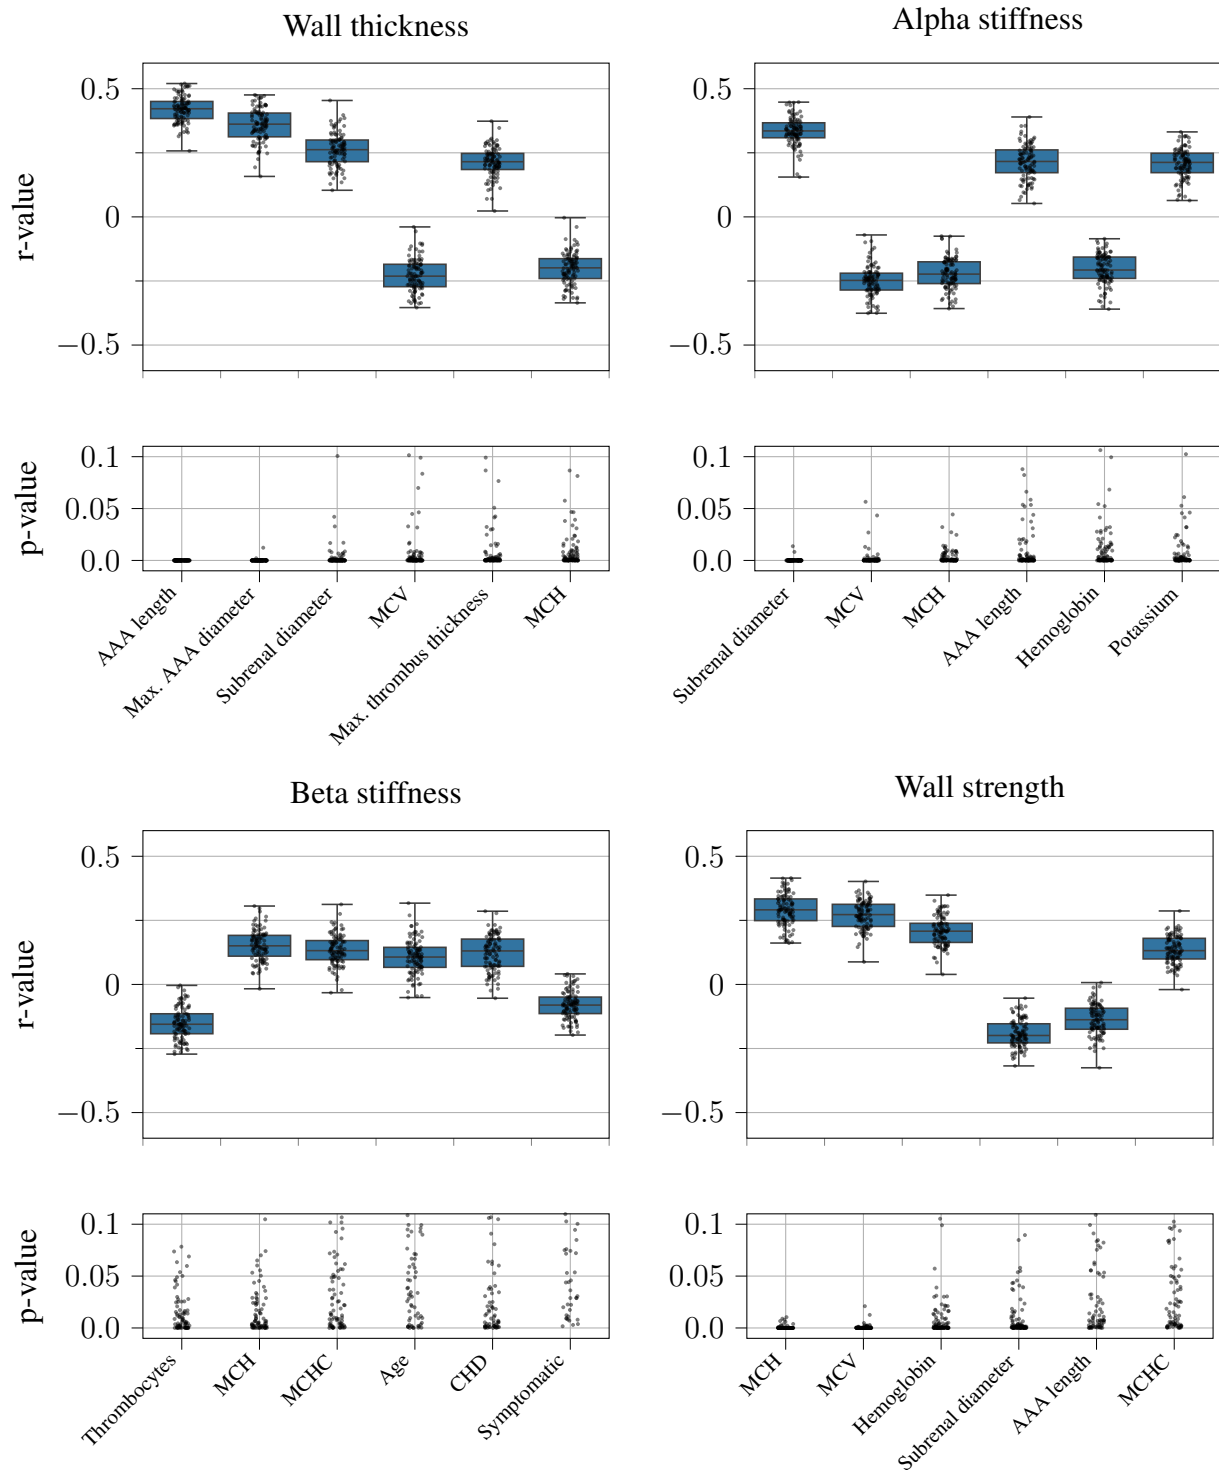 Wall thickness
Alpha stiffness
r-value
0.5
0
−0.5
0.5
0
−0.5
p-value
0.1
0.05
0.0
0.1
0.05
0.0
AAA length
Max. AAA diameter
Subrenal diameter
MCV
Max. thrombus thickness
MCH
Subrenal diameter
MCV
MCH
AAA length
Hemoglobin
Potassium
Beta stiffness
Wall strength
r-value
0.5
0
−0.5
0.5
0
−0.5
p-value
0.1
0.05
0.0
0.1
0.05
0.0
Thrombocytes
MCH
MCHC
Age
CHD
Symptomatic
MCH
MCV
Hemoglobin
Subrenal diameter
AAA length
MCHC